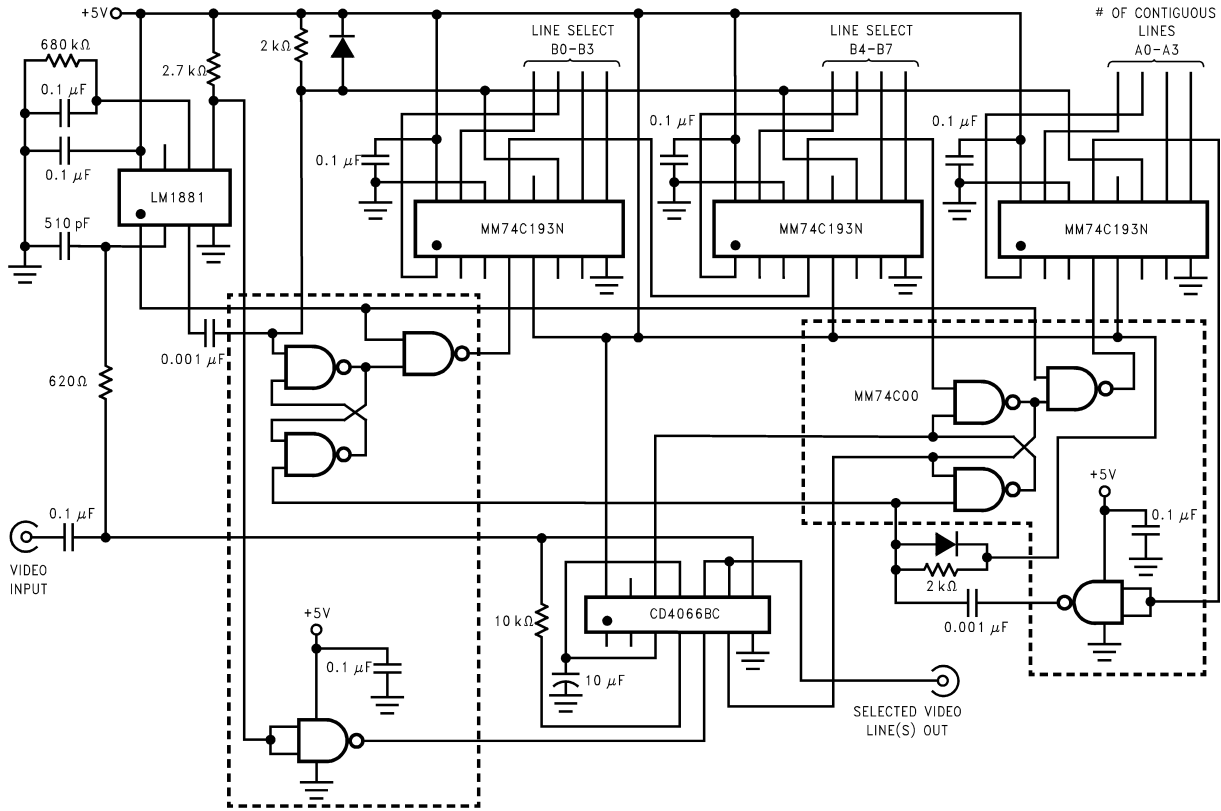 +5V
LINE SELECT
B0-B3
LINE SELECT
B4-B7
# OF CONTIGUOUS
LINES
A0-A3
680 kΩ
2 kΩ
2.7 kΩ
0.1 µF
0.1 µF
0.1 µF
0.1 µF
0.1 µF
LM1881
510 pF
MM74C193N
MM74C193N
MM74C193N
0.001 µF
620Ω
MM74C00
+5V
0.1 µF
0.1 µF
VIDEO
INPUT
2 kΩ
0.001 µF
CD4066BC
10 kΩ
+5V
0.1 µF
10 µF
SELECTED VIDEO
LINE(S) OUT